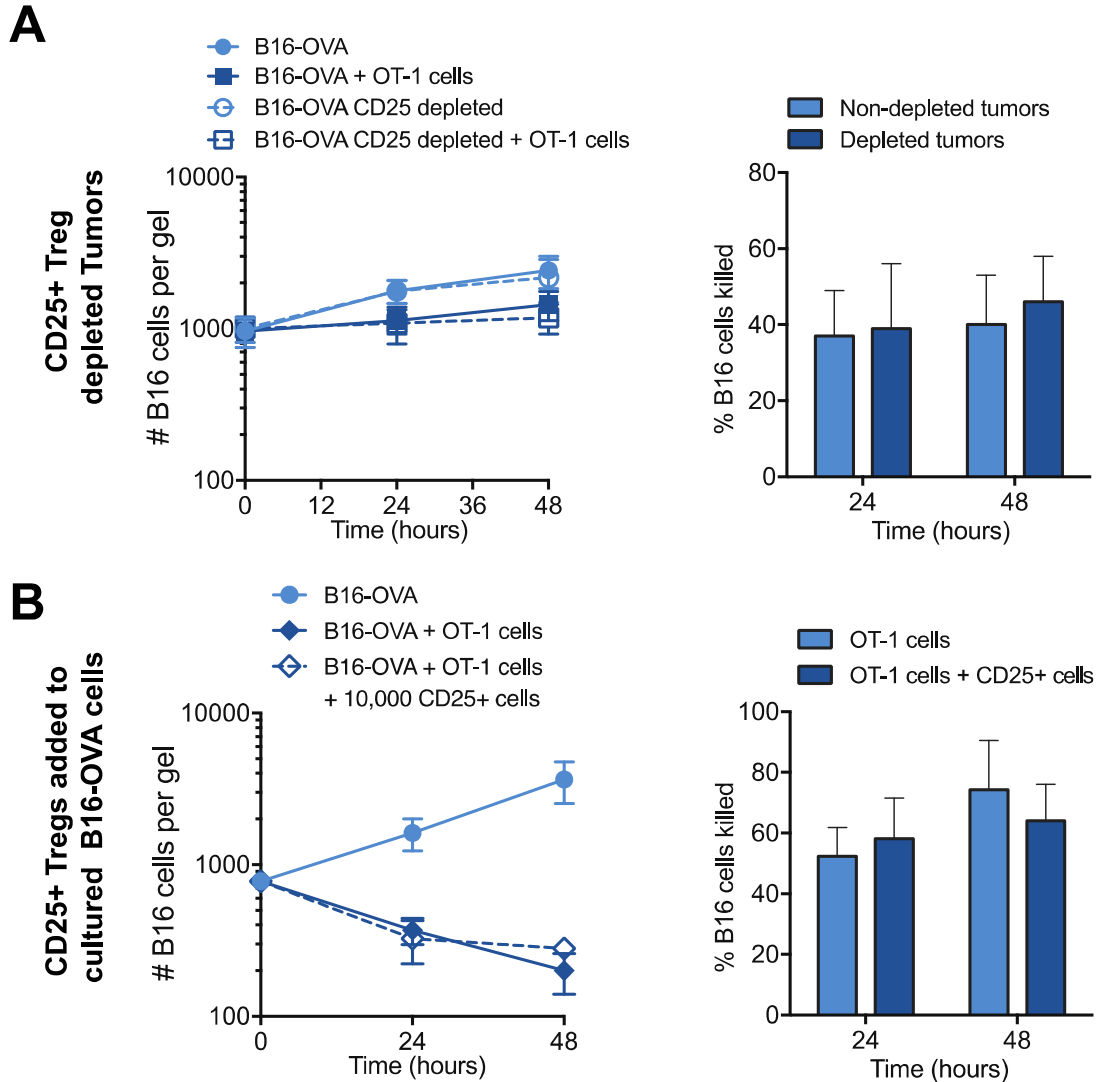 A
B16-OVA
B16-OVA + OT-1 cells
B16-OVA CD25 depleted
B16-OVA CD25 depleted + OT-1 cells
CD25+ Treg
depleted Tumors
# B16 cells per gel
10000
1000
100
0 12 24 36 48
Time (hours)
Non-depleted tumors
Depleted tumors
% B16 cells killed
80
60
40
20
0
24 48
Time (hours)
B
B16-OVA
B16-OVA + OT-1 cells
B16-OVA + OT-1 cells
+ 10,000 CD25+ cells
CD25+ Tregs added to
cultured B16-OVA cells
# B16 cells per gel
10000
1000
100
0 24 48
Time (hours)
OT-1 cells
OT-1 cells + CD25+ cells
% B16 cells killed
100
80
60
40
20
0
24 48
Time (hours)